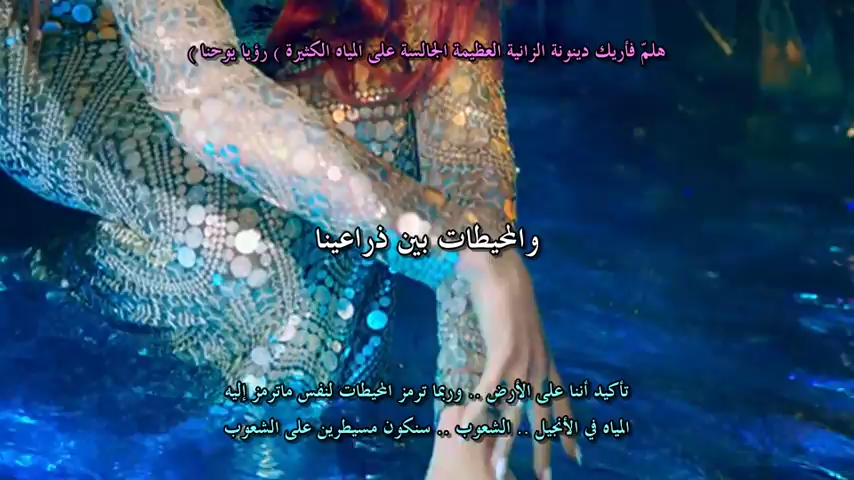 هلمّ فأريك دينونة الزانية العظيمة الجالسة على المياه الكثيرة ( رؤيا يوحنا )
والمحيطات بين ذراعينا
تأكيد أننا على الأرض .. وربما ترمز المحيطات لنفس ماترمز إليه
المياه في الأنجيل .. الشعوب .. سنكون مسيطرين على الشعوب